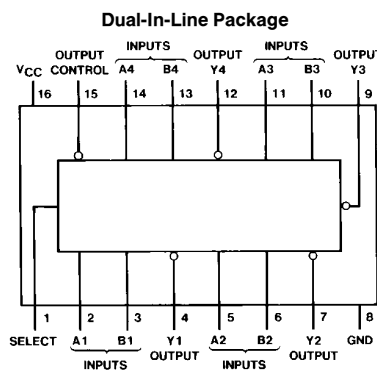 Dual-In-Line Package
INPUTS INPUTS
OUTPUT OUTPUT OUTPUT
VCC CONTROL A4 B4 Y4 A3 B3 Y3
16 15 14 13 12 11 10 9
1 2 3 4 5 6 7 8
SELECT A1 B1 Y1 A2 B2 Y2 GND
OUTPUT OUTPUT
INPUTS INPUTS